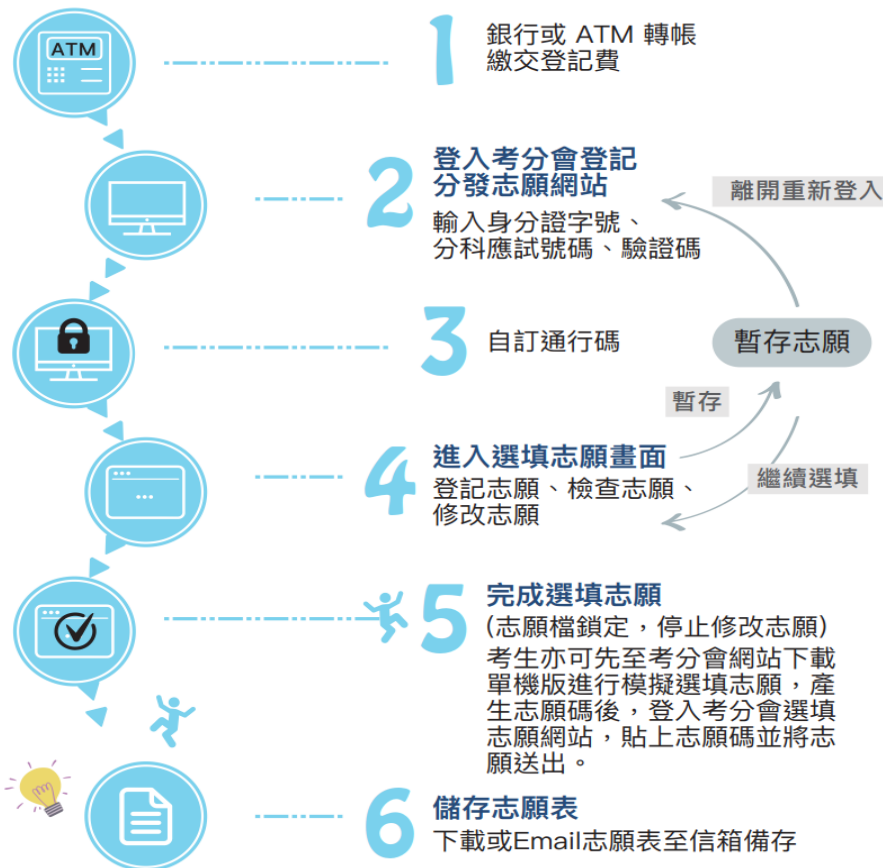 ATM
1
銀行或 ATM 轉帳
繳交登記費
2
登入考分會登記
分發志願網站
輸入身分證字號、
分科應試號碼、驗證碼
離開重新登入
3
自訂通行碼
暫存志願
暫存
4
進入選填志願畫面
登記志願、檢查志願、
修改志願
繼續選填
5
完成選填志願
(志願檔鎖定，停止修改志願)
考生亦可先至考分會網站下載
單機版進行模擬選填志願，產
生志願碼後，登入考分會選填
志願網站，貼上志願碼並將志
願送出。
6
儲存志願表
下載或Email志願表至信箱備存